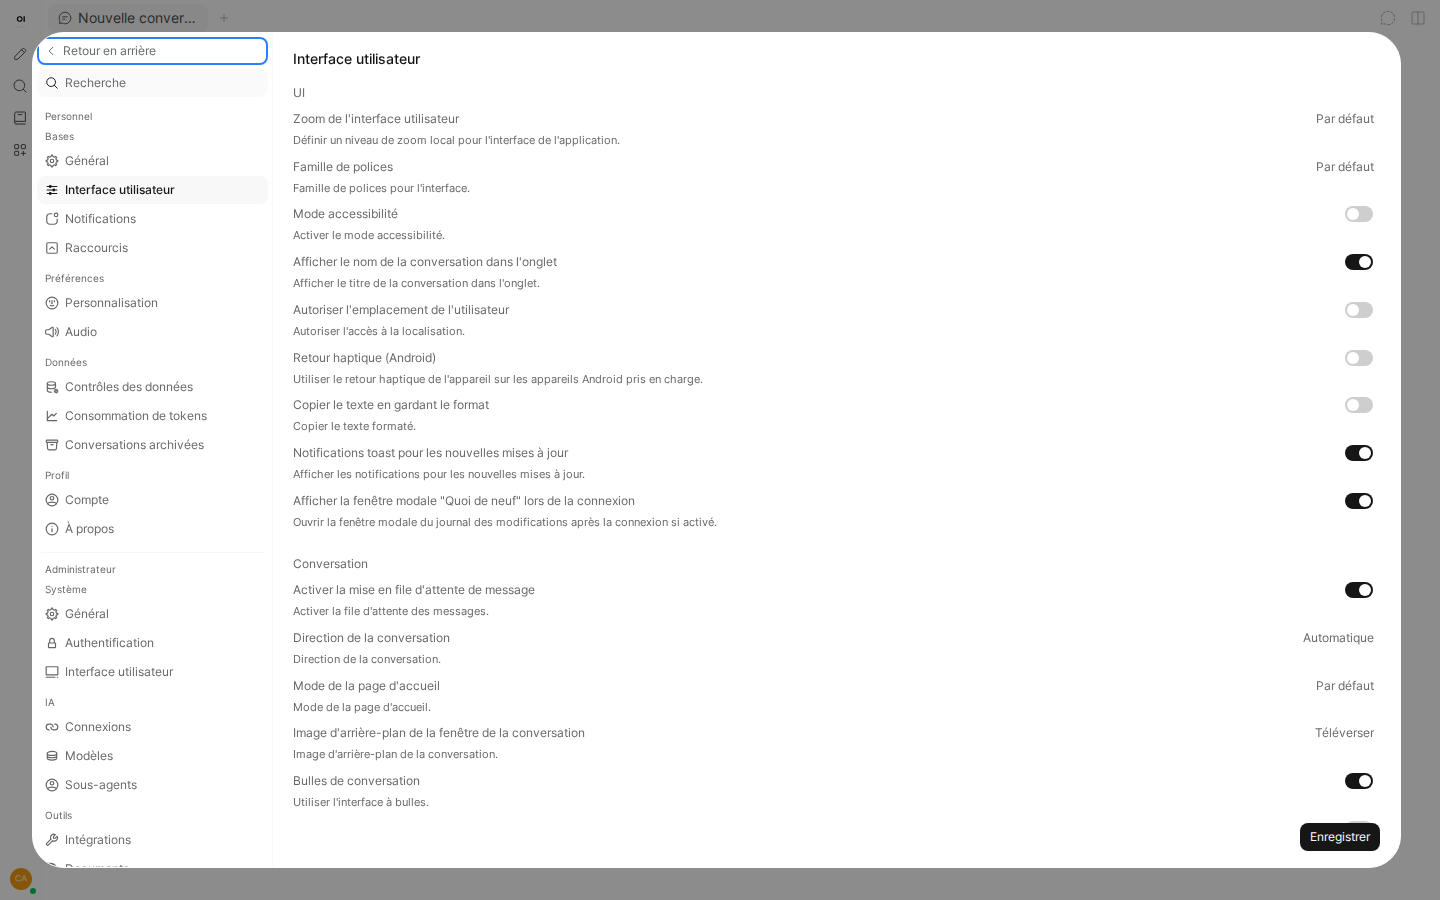 OI
Nouvelle conver...
Retour en arrière
Recherche
Personnel
Bases
Général
Interface utilisateur
Notifications
Raccourcis
Préférences
Personnalisation
Audio
Données
Contrôles des données
Consommation de tokens
Conversations archivées
Profil
Compte
À propos
Administrateur
Système
Général
Authentification
Interface utilisateur
IA
Connexions
Modèles
Sous-agents
Outils
Intégrations
Documents
CA
Interface utilisateur
UI
Zoom de l'interface utilisateur
Par défaut
Définir un niveau de zoom local pour l'interface de l'application.
Famille de polices
Par défaut
Famille de polices pour l'interface.
Mode accessibilité
Activer le mode accessibilité.
Afficher le nom de la conversation dans l'onglet
Afficher le titre de la conversation dans l'onglet.
Autoriser l'emplacement de l'utilisateur
Autoriser l'accès à la localisation.
Retour haptique (Android)
Utiliser le retour haptique de l'appareil sur les appareils Android pris en charge.
Copier le texte en gardant le format
Copier le texte formaté.
Notifications toast pour les nouvelles mises à jour
Afficher les notifications pour les nouvelles mises à jour.
Afficher la fenêtre modale "Quoi de neuf" lors de la connexion
Ouvrir la fenêtre modale du journal des modifications après la connexion si activé.
Conversation
Activer la mise en file d'attente de message
Activer la file d'attente des messages.
Direction de la conversation
Automatique
Direction de la conversation.
Mode de la page d'accueil
Par défaut
Mode de la page d'accueil.
Image d'arrière-plan de la fenêtre de la conversation
Téléverser
Image d'arrière-plan de la conversation.
Bulles de conversation
Utiliser l'interface à bulles.
Enregistrer